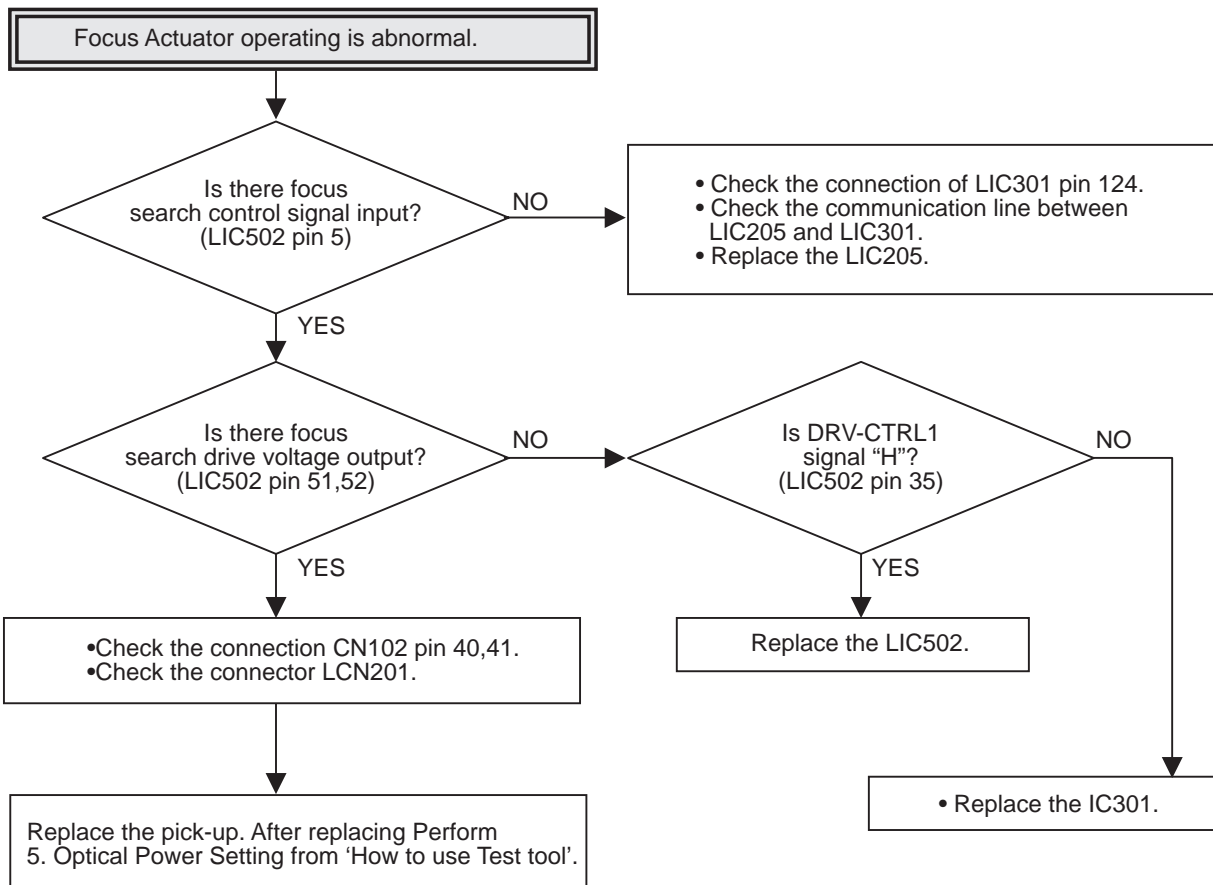 Focus Actuator operating is abnormal.
Is there focus
search control signal input?
(LIC502 pin 5)
NO
• Check the connection of LIC301 pin 124.
• Check the communication line between
LIC205 and LIC301.
• Replace the LIC205.
YES
Is there focus
search drive voltage output?
(LIC502 pin 51,52)
NO
Is DRV-CTRL1
signal “H”?
(LIC502 pin 35)
NO
YES
YES
•Check the connection CN102 pin 40,41.
•Check the connector LCN201.
Replace the LIC502.
• Replace the IC301.
Replace the pick-up. After replacing Perform
5. Optical Power Setting from ‘How to use Test tool’.